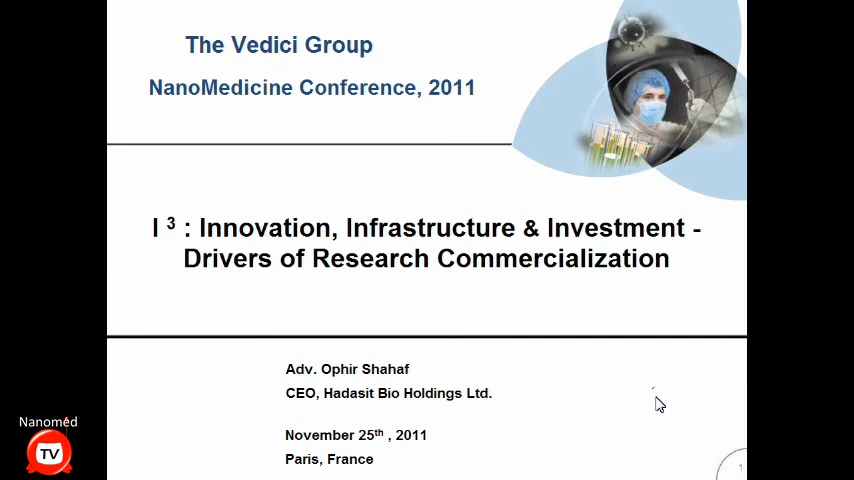 The Vedici Group
NanoMedicine Conference, 2011
I ³ : Innovation, Infrastructure & Investment -
Drivers of Research Commercialization
Adv. Ophir Shahaf
CEO, Hadasit Bio Holdings Ltd.
November 25th , 2011
Paris, France
Nanomed
TV
1